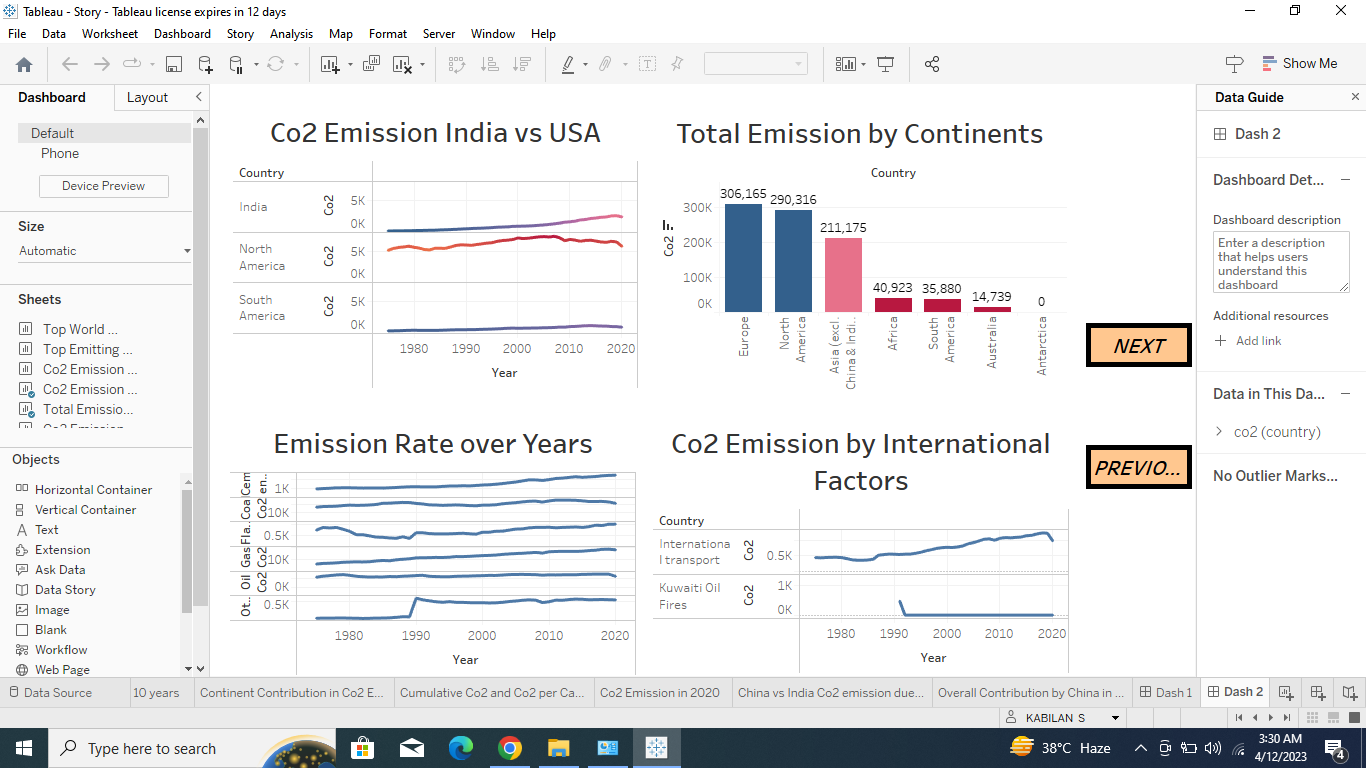 Tableau - Story - Tableau license expires in 12 days
File Data Worksheet Dashboard Story Analysis Map Format Server Window Help
Show Me
Dashboard Layout
Default
Phone
Device Preview
Size
Automatic
Sheets
Top World ...
Top Emitting ...
Co2 Emission ...
Co2 Emission ...
Total Emissio...
Objects
Horizontal Container
Vertical Container
Text
Extension
Ask Data
Data Story
Image
Blank
Workflow
Web Page
Co2 Emission India vs USA
Country
India
Co2
5K
0K
North
America
Co2
5K
0K
South
America
Co2
5K
0K
1980 1990 2000 2010 2020
Year
Total Emission by Continents
Country
Co2
300K
200K
100K
0K
306,165 290,316 211,175 40,923 35,880 14,739 0
Europe
North
America
Asia (excl.
China & Indi..
Africa
South
America
Australia
Antarctica
NEXT
PREVIO...
Emission Rate over Years
Cem
1K
Coal
Co2 en..
10K
Fla..
0.5K
Gas
Co2
10K
Oil
Co2
0K
Ot..
0.5K
1980 1990 2000 2010 2020
Year
Co2 Emission by International
Factors
Country
Internationa
l transport
Co2
0.5K
Kuwaiti Oil
Fires
Co2
1K
0K
1980 1990 2000 2010 2020
Year
Data Guide
Dash 2
Dashboard Det...
Dashboard description
Enter a description
that helps users
understand this
dashboard
Additional resources
Add link
Data in This Da...
co2 (country)
No Outlier Marks...
Data Source 10 years Continent Contribution in Co2 E... Cumulative Co2 and Co2 per Ca... Co2 Emission in 2020 China vs India Co2 emission due... Overall Contribution by China in ... Dash 1 Dash 2
KABILAN S
Type here to search
38°C Haze
3:30 AM
4/12/2023
4